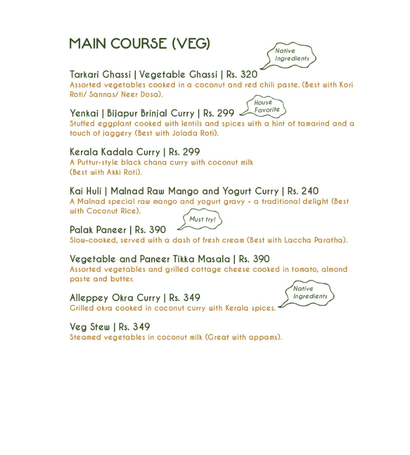 MAIN COURSE (VEG)
Native
Ingredients
Tarkari Ghassi | Vegetable Ghassi | Rs. 320
Assorted vegetables cooked in a coconut and red chili paste. (Best with Kori
Roti/ Sannas/ Neer Dosa).
House
Favorite
Yenkai | Bijapur Brinjal Curry | Rs. 299
Stuffed eggplant cooked with lentils and spices with a hint of tamarind and a
touch of jaggery (Best with Jolada Roti).
Kerala Kadala Curry | Rs. 299
A Puttur-style black chana curry with coconut milk
(Best with Akki Roti).
Kai Huli | Malnad Raw Mango and Yogurt Curry | Rs. 240
A Malnad special raw mango and yogurt gravy - a traditional delight (Best
with Coconut Rice).
Must try!
Palak Paneer | Rs. 390
Slow-cooked, served with a dash of fresh cream (Best with Laccha Paratha).
Vegetable and Paneer Tikka Masala | Rs. 390
Assorted vegetables and grilled cottage cheese cooked in tomato, almond
paste and butter.
Native
Ingredients
Alleppey Okra Curry | Rs. 349
Grilled okra cooked in coconut curry with Kerala spices.
Veg Stew | Rs. 349
Steamed vegetables in coconut milk (Great with appams).